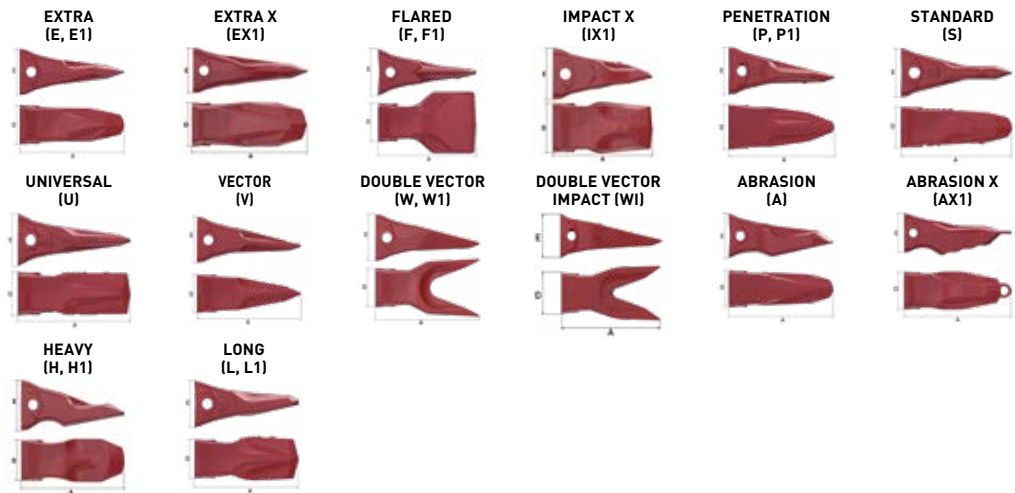 EXTRA
(E, E1)
EXTRA X
(EX1)
FLARED
(F, F1)
IMPACT X
(IX1)
PENETRATION
(P, P1)
STANDARD
(S)
UNIVERSAL
(U)
VECTOR
(V)
DOUBLE VECTOR
(W, W1)
DOUBLE VECTOR
IMPACT (WI)
ABRASION
(A)
ABRASION X
(AX1)
HEAVY
(H, H1)
LONG
(L, L1)